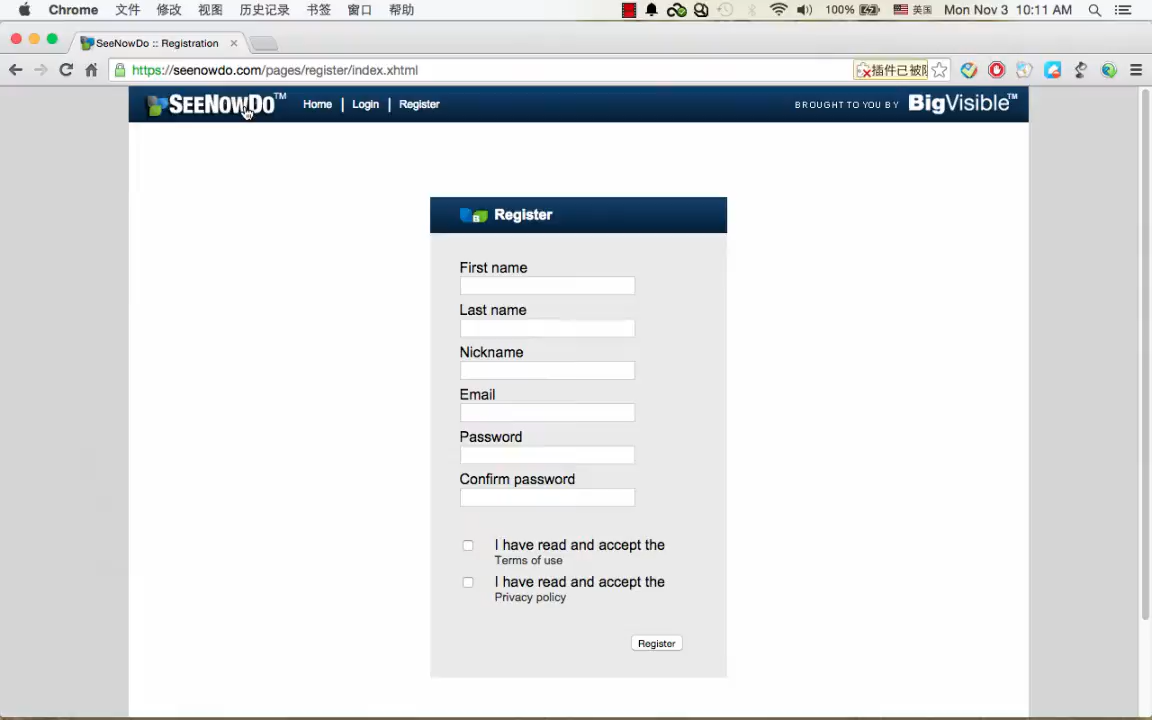 Chrome 文件 修改 视图 历史记录 书签 窗口 帮助 100% 美国 Mon Nov 3 10:11 AM
SeeNowDo :: Registration
https://seenowdo.com/pages/register/index.xhtml 插件已被
SEENOWDO™ Home | Login | Register BROUGHT TO YOU BY BigVisible™
Register
First name
Last name
Nickname
Email
Password
Confirm password
I have read and accept the
Terms of use
I have read and accept the
Privacy policy
Register